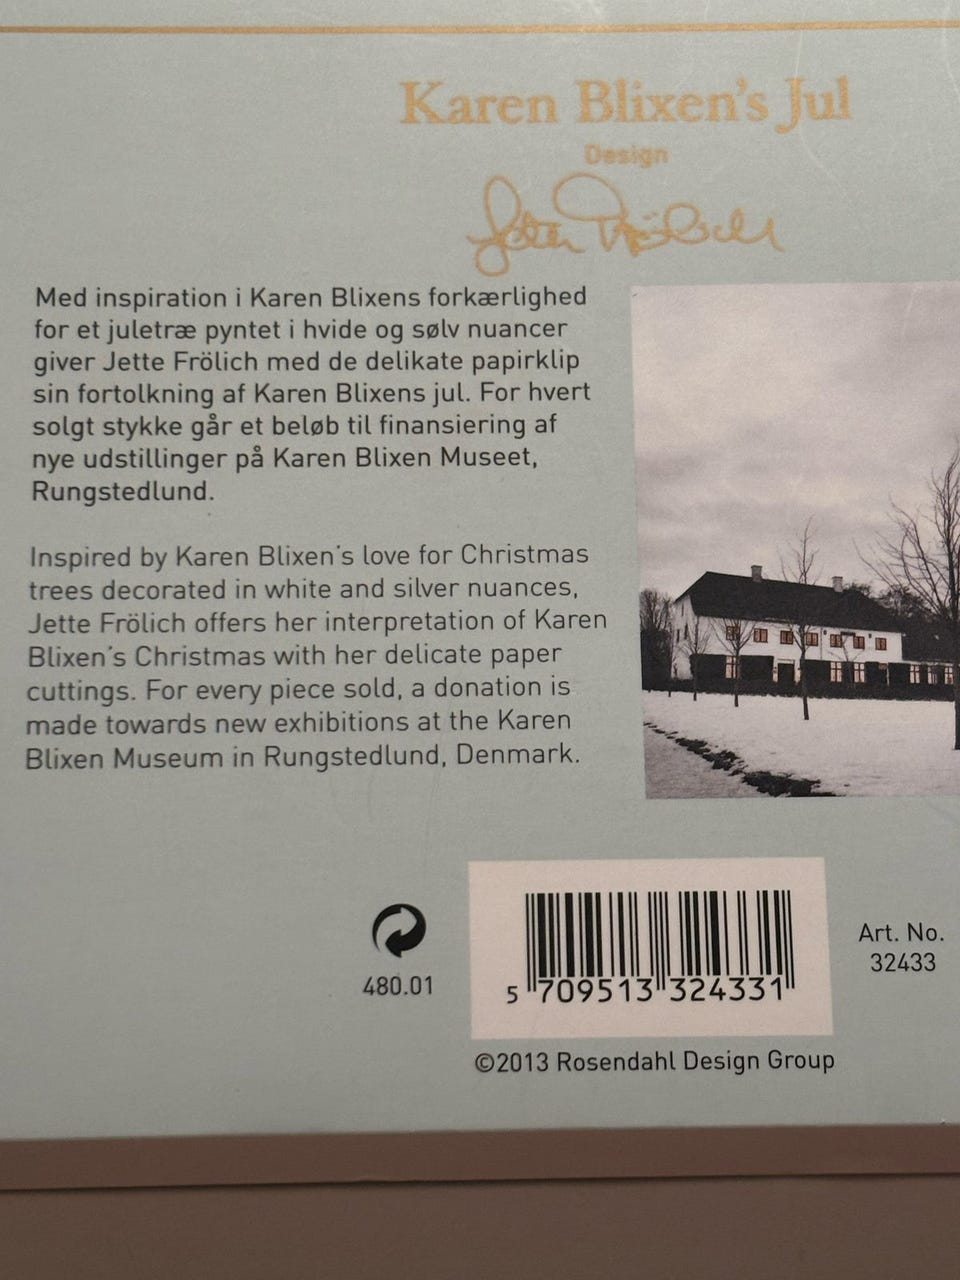 Karen Blixen's Jul
Design
Jette Frölich
Med inspiration i Karen Blixens forkærlighed
for et juletræ pyntet i hvide og sølv nuancer
giver Jette Frölich med de delikate papirklip
sin fortolkning af Karen Blixens jul. For hvert
solgt stykke går et beløb til finansiering af
nye udstillinger på Karen Blixen Museet,
Rungstedlund.
Inspired by Karen Blixen's love for Christmas
trees decorated in white and silver nuances,
Jette Frölich offers her interpretation of Karen
Blixen's Christmas with her delicate paper
cuttings. For every piece sold, a donation is
made towards new exhibitions at the Karen
Blixen Museum in Rungstedlund, Denmark.
480.01
5 709513 324331
Art. No.
32433
©2013 Rosendahl Design Group